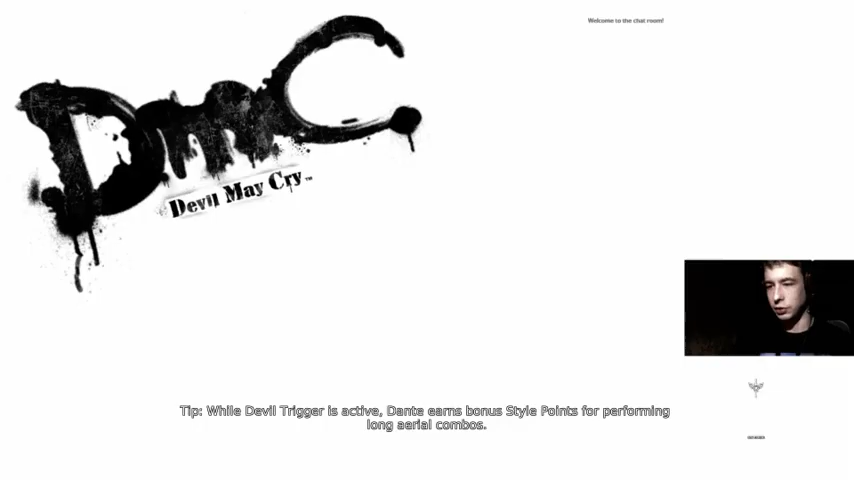 Welcome to the chat room!
DmC
Devil May Cry™
Tip: While Devil Trigger is active, Dante earns bonus Style Points for performing
long aerial combos.